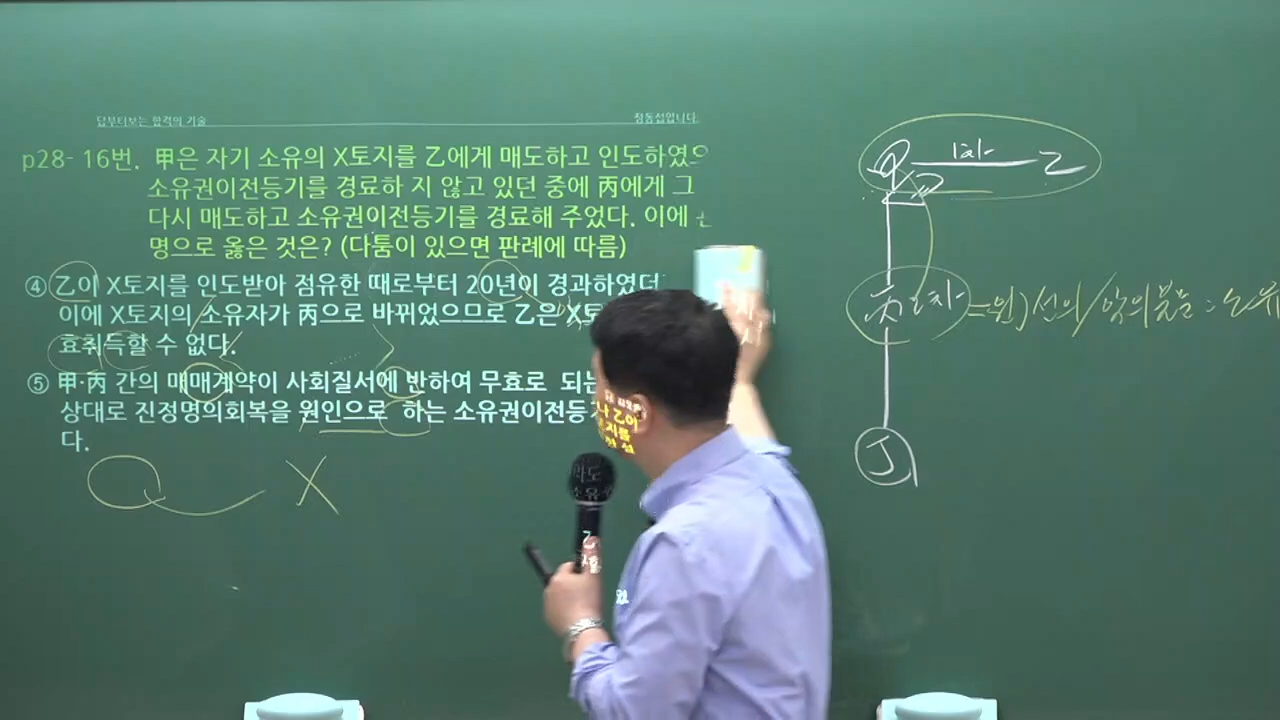 답부터보는 합격의 기술
정동섭입니다.
p28- 16번. 甲은 자기 소유의 X토지를 乙에게 매도하고 인도하였으
소유권이전등기를 경료하 지 않고 있던 중에 丙에게 그
다시 매도하고 소유권이전등기를 경료해 주었다. 이에
명으로 옳은 것은? (다툼이 있으면 판례에 따름)
④ 乙이 X토지를 인도받아 점유한 때로부터 20년이 경과하였더
이에 X토지의 소유자가 丙으로 바뀌었으므로 乙은 X토
효취득할 수 없다.
⑤ 甲·丙 간의 매매계약이 사회질서에 반하여 무효로 되는
상대로 진정명의회복을 원인으로 하는 소유권이전등
다.
X
甲 1차 乙
丙 2차 = 원) 선의/악의 불문 : 소유
丁